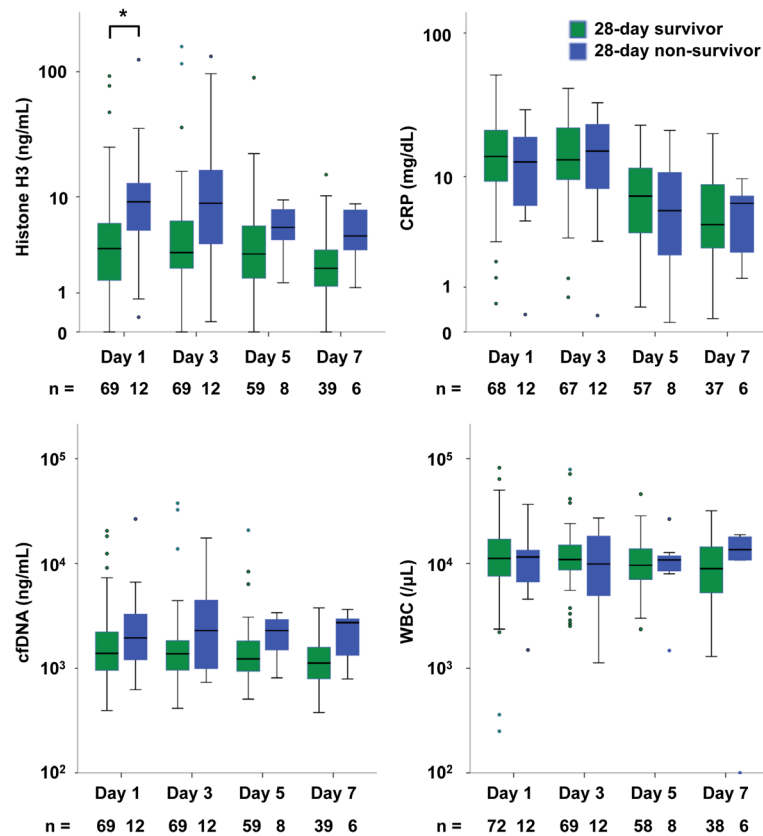 *
28-day survivor
28-day non-survivor
Histone H3 (ng/mL)
100
10
1
0
Day 1 Day 3 Day 5 Day 7
n = 69 12 69 12 59 8 39 6
CRP (mg/dL)
100
10
1
0
Day 1 Day 3 Day 5 Day 7
n = 68 12 67 12 57 8 37 6
cfDNA (ng/mL)
10⁵
10⁴
10³
10²
Day 1 Day 3 Day 5 Day 7
n = 69 12 69 12 59 8 39 6
WBC (/µL)
10⁵
10⁴
10³
10²
Day 1 Day 3 Day 5 Day 7
n = 72 12 69 12 58 8 38 6